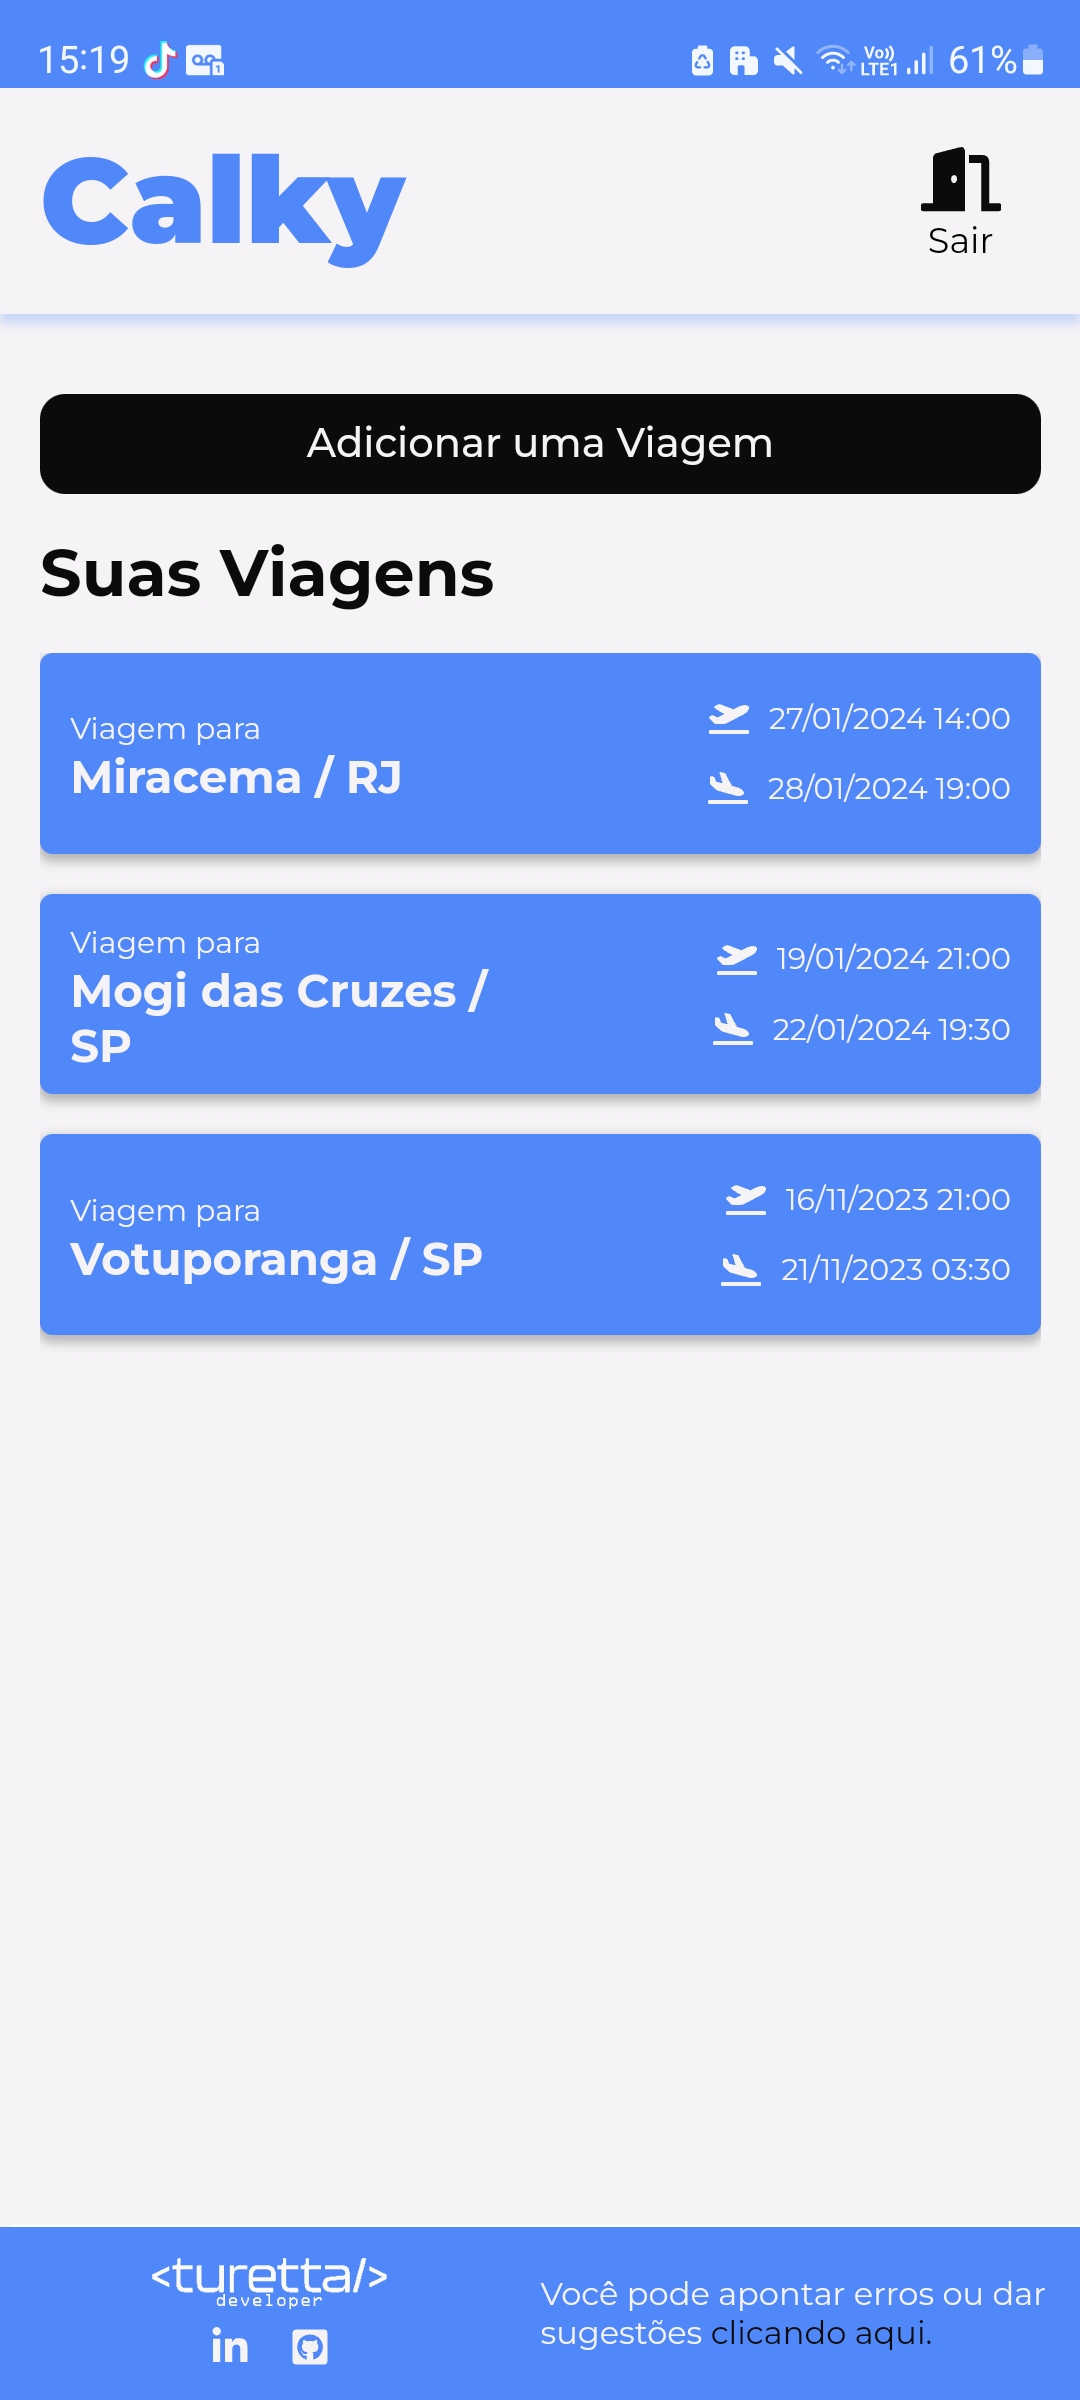 15:19
Vo))
LTE1
61%
Calky
Sair
Adicionar uma Viagem
Suas Viagens
Viagem para
Miracema / RJ
27/01/2024 14:00
28/01/2024 19:00
Viagem para
Mogi das Cruzes /
SP
19/01/2024 21:00
22/01/2024 19:30
Viagem para
Votuporanga / SP
16/11/2023 21:00
21/11/2023 03:30
<turetta/>
developer
in
Você pode apontar erros ou dar
sugestões clicando aqui.